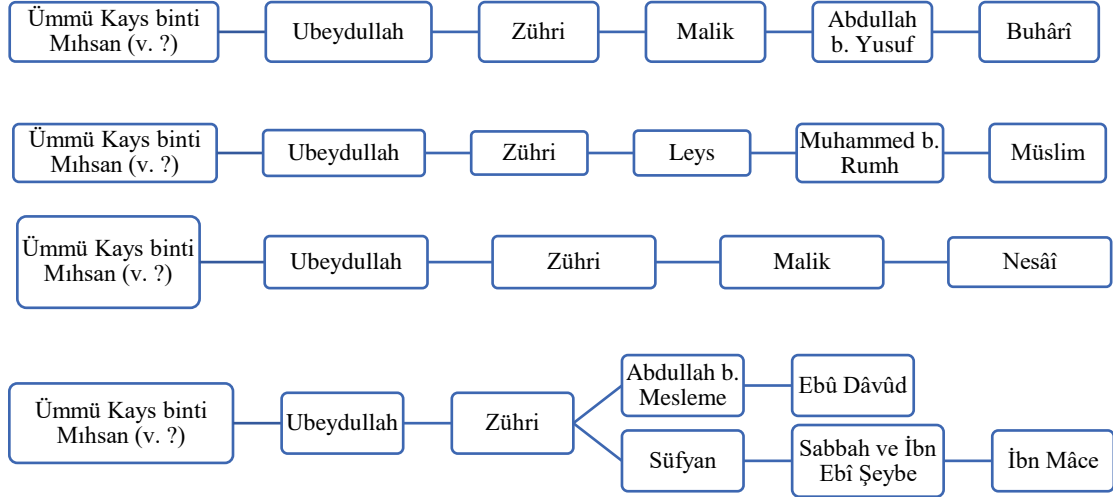 Ümmü Kays binti
Mıhsan (v. ?)
Ubeydullah
Zühri
Malik
Abdullah
b. Yusuf
Buhârî
Ümmü Kays binti
Mıhsan (v. ?)
Ubeydullah
Zühri
Leys
Muhammed b.
Rumh
Müslim
Ümmü Kays binti
Mıhsan (v. ?)
Ubeydullah
Zühri
Malik
Nesâî
Ümmü Kays binti
Mıhsan (v. ?)
Ubeydullah
Zühri
Abdullah b.
Mesleme
Ebû Dâvûd
Süfyan
Sabbah ve İbn
Ebî Şeybe
İbn Mâce